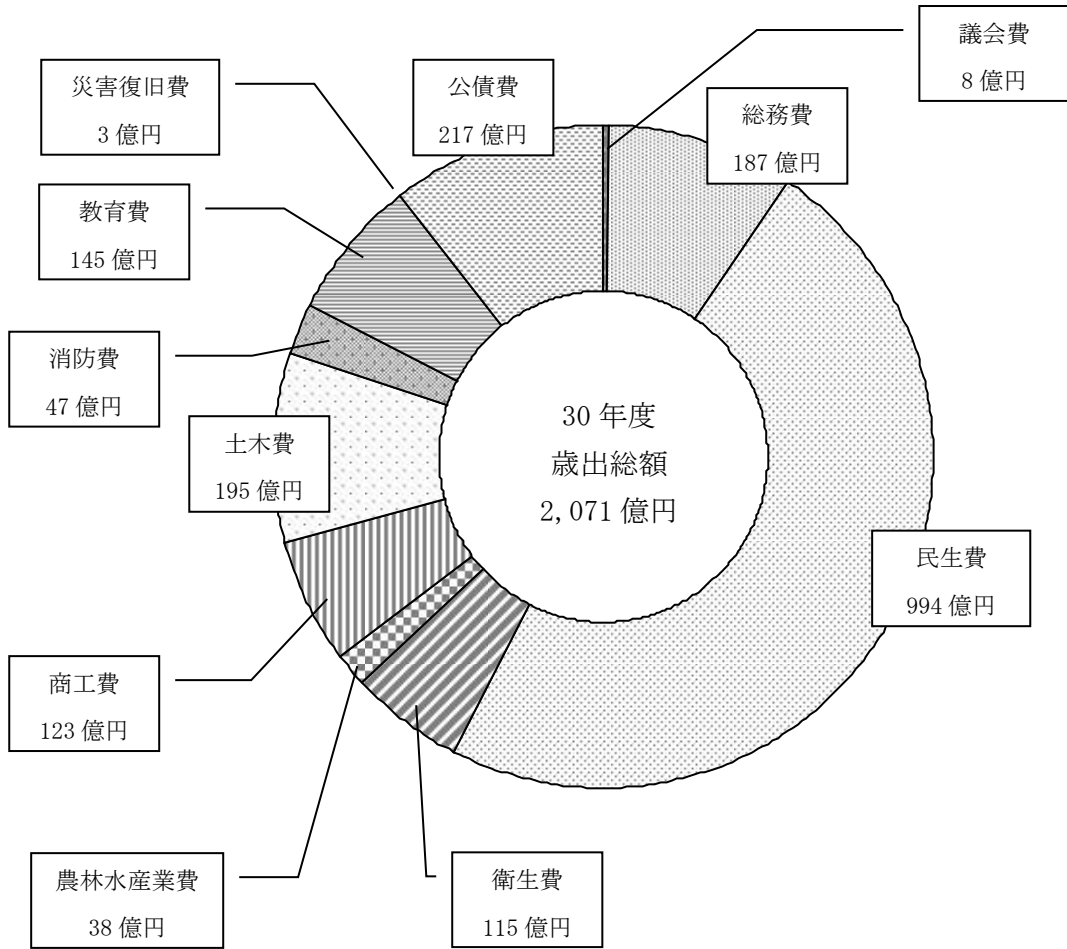 議会費
8 億円
総務費
187 億円
民生費
994 億円
衛生費
115 億円
農林水産業費
38 億円
商工費
123 億円
土木費
195 億円
消防費
47 億円
教育費
145 億円
災害復旧費
3 億円
公債費
217 億円
30 年度
歳出総額
2,071 億円